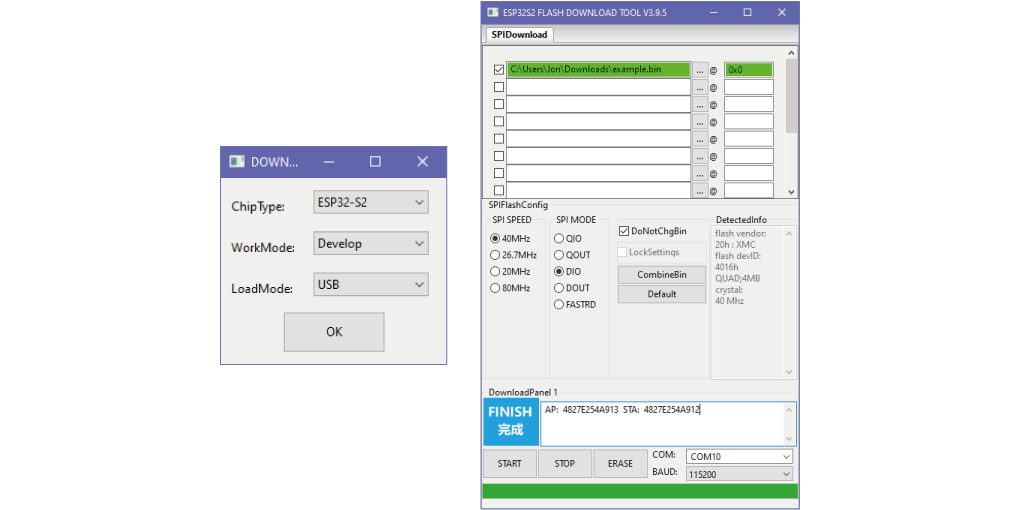 DOWN...
ChipType:
ESP32-S2
WorkMode:
Develop
LoadMode:
USB
OK
ESP32S2 FLASH DOWNLOAD TOOL V3.9.5
SPIDownload
C:\Users\Jon\Downloads\example.bin ... @ 0x0
... @
... @
... @
... @
... @
... @
... @
SPIFlashConfig
SPI SPEED
40MHz
26.7MHz
20MHz
80MHz
SPI MODE
QIO
QOUT
DIO
DOUT
FASTRD
DoNotChgBin
LockSettings
CombineBin
Default
DetectedInfo
flash vendor:
20h : XMC
flash devID:
4016h
QUAD;4MB
crystal:
40 Mhz
DownloadPanel 1
FINISH
完成
AP: 4827E254A913 STA: 4827E254A912
START
STOP
ERASE
COM:
COM10
BAUD:
115200